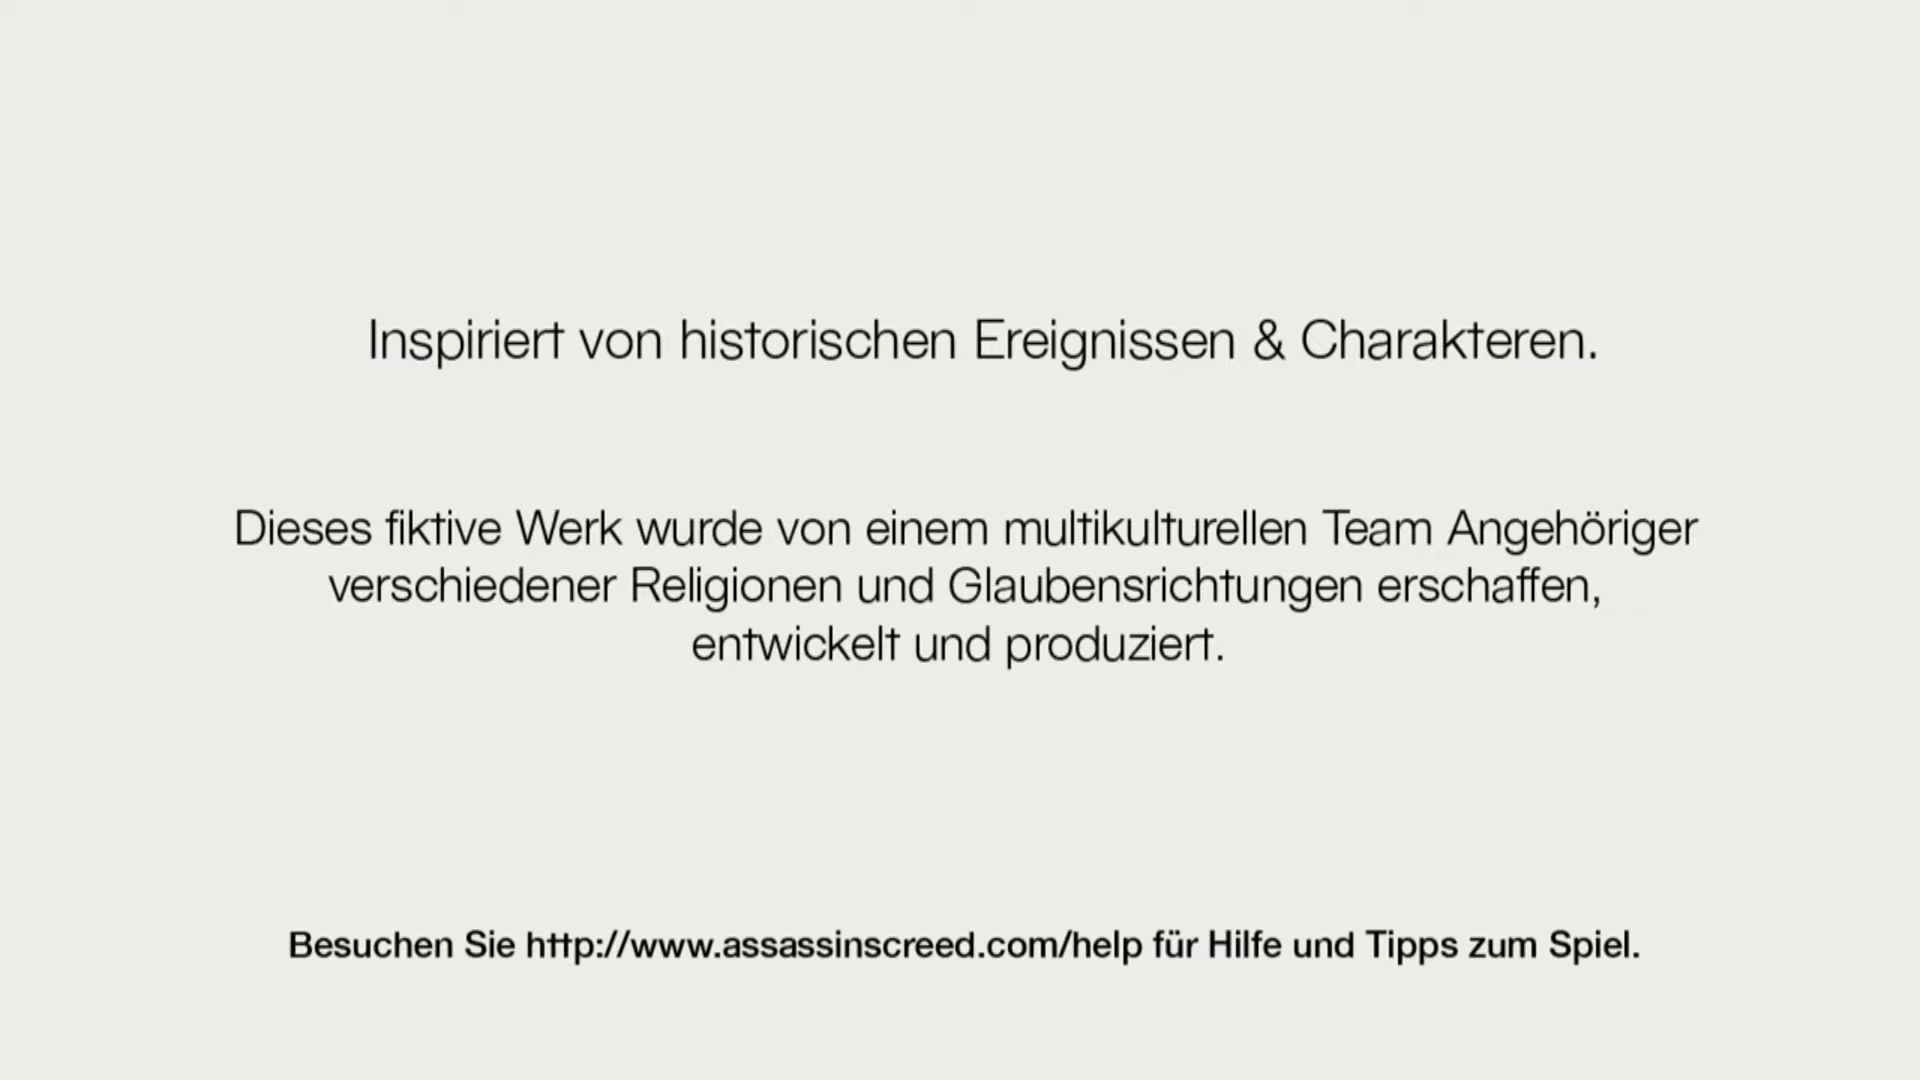 Inspiriert von historischen Ereignissen & Charakteren.
Dieses fiktive Werk wurde von einem multikulturellen Team Angehöriger
verschiedener Religionen und Glaubensrichtungen erschaffen,
entwickelt und produziert.
Besuchen Sie http://www.assassinscreed.com/help für Hilfe und Tipps zum Spiel.